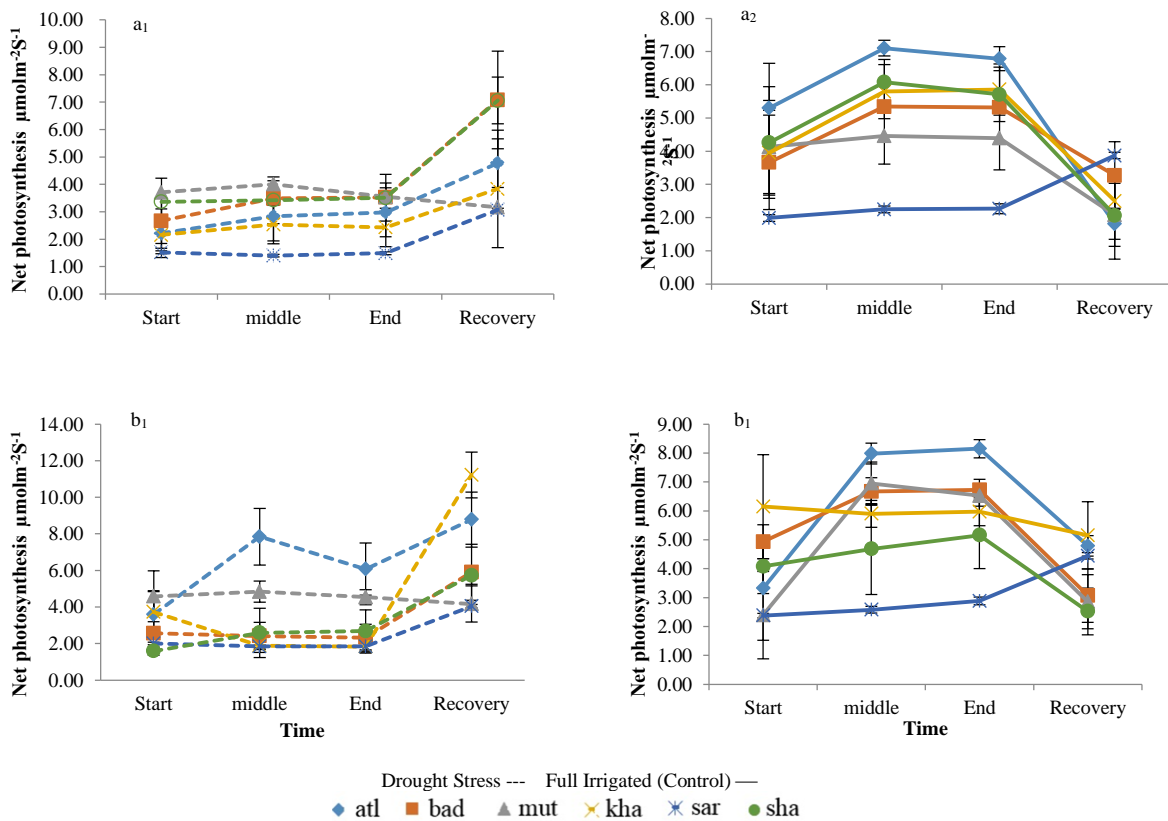 a1
Net photosynthesis µmolm-2S-1
10.00
9.00
8.00
7.00
6.00
5.00
4.00
3.00
2.00
1.00
0.00
Start middle End Recovery
a2
Net photosynthesis µmolm-
2S-1
8.00
7.00
6.00
5.00
4.00
3.00
2.00
1.00
0.00
Start middle End Recovery
b1
Net photosynthesis µmolm-2S-1
14.00
12.00
10.00
8.00
6.00
4.00
2.00
0.00
Start middle End Recovery
Time
b1
Net photosynthesis µmolm-2S-1
9.00
8.00
7.00
6.00
5.00
4.00
3.00
2.00
1.00
0.00
Start middle End Recovery
Time
Drought Stress --- Full Irrigated (Control) —
atl bad mut kha sar sha